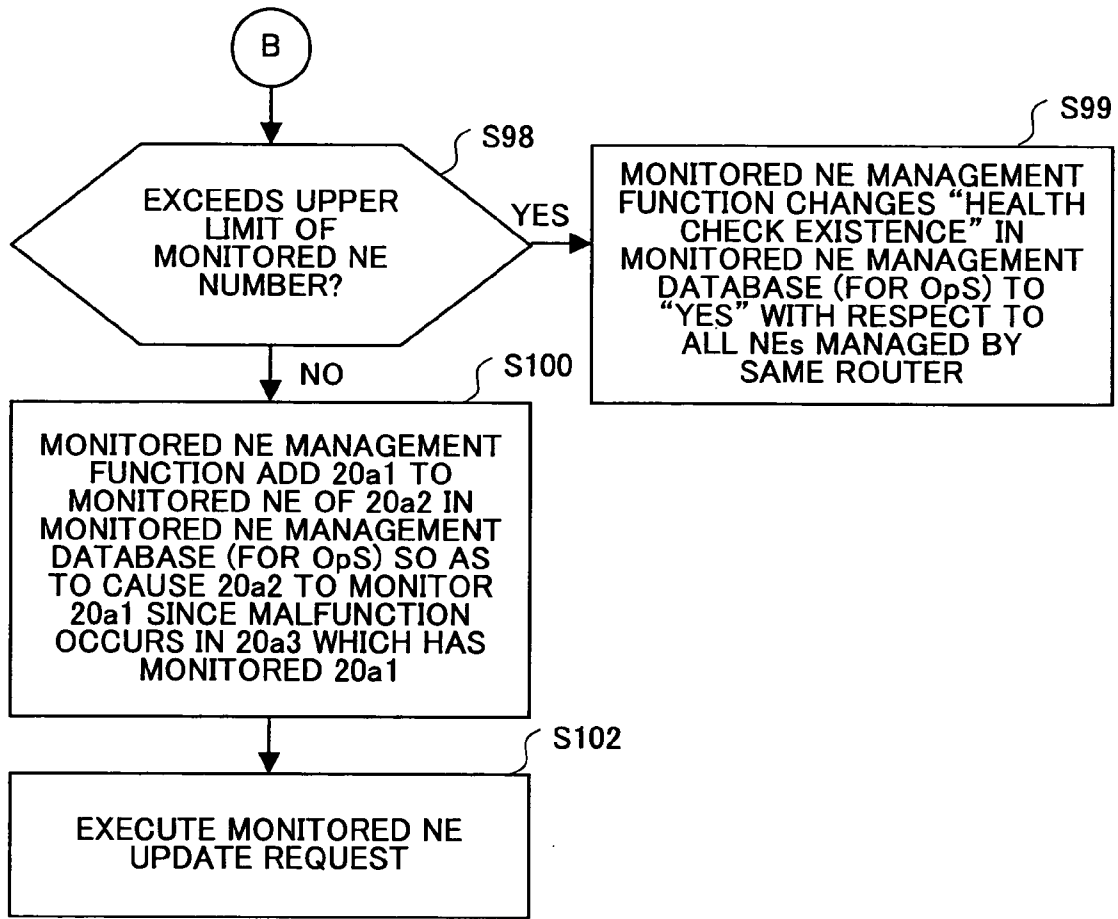 B
S98
EXCEEDS UPPER
LIMIT OF
MONITORED NE
NUMBER?
YES
S99
MONITORED NE MANAGEMENT
FUNCTION CHANGES “HEALTH
CHECK EXISTENCE” IN
MONITORED NE MANAGEMENT
DATABASE (FOR OpS) TO
“YES” WITH RESPECT TO
ALL NEs MANAGED BY
SAME ROUTER
NO
S100
MONITORED NE MANAGEMENT
FUNCTION ADD 20a1 TO
MONITORED NE OF 20a2 IN
MONITORED NE MANAGEMENT
DATABASE (FOR OpS) SO AS
TO CAUSE 20a2 TO MONITOR
20a1 SINCE MALFUNCTION
OCCURS IN 20a3 WHICH HAS
MONITORED 20a1
S102
EXECUTE MONITORED NE
UPDATE REQUEST